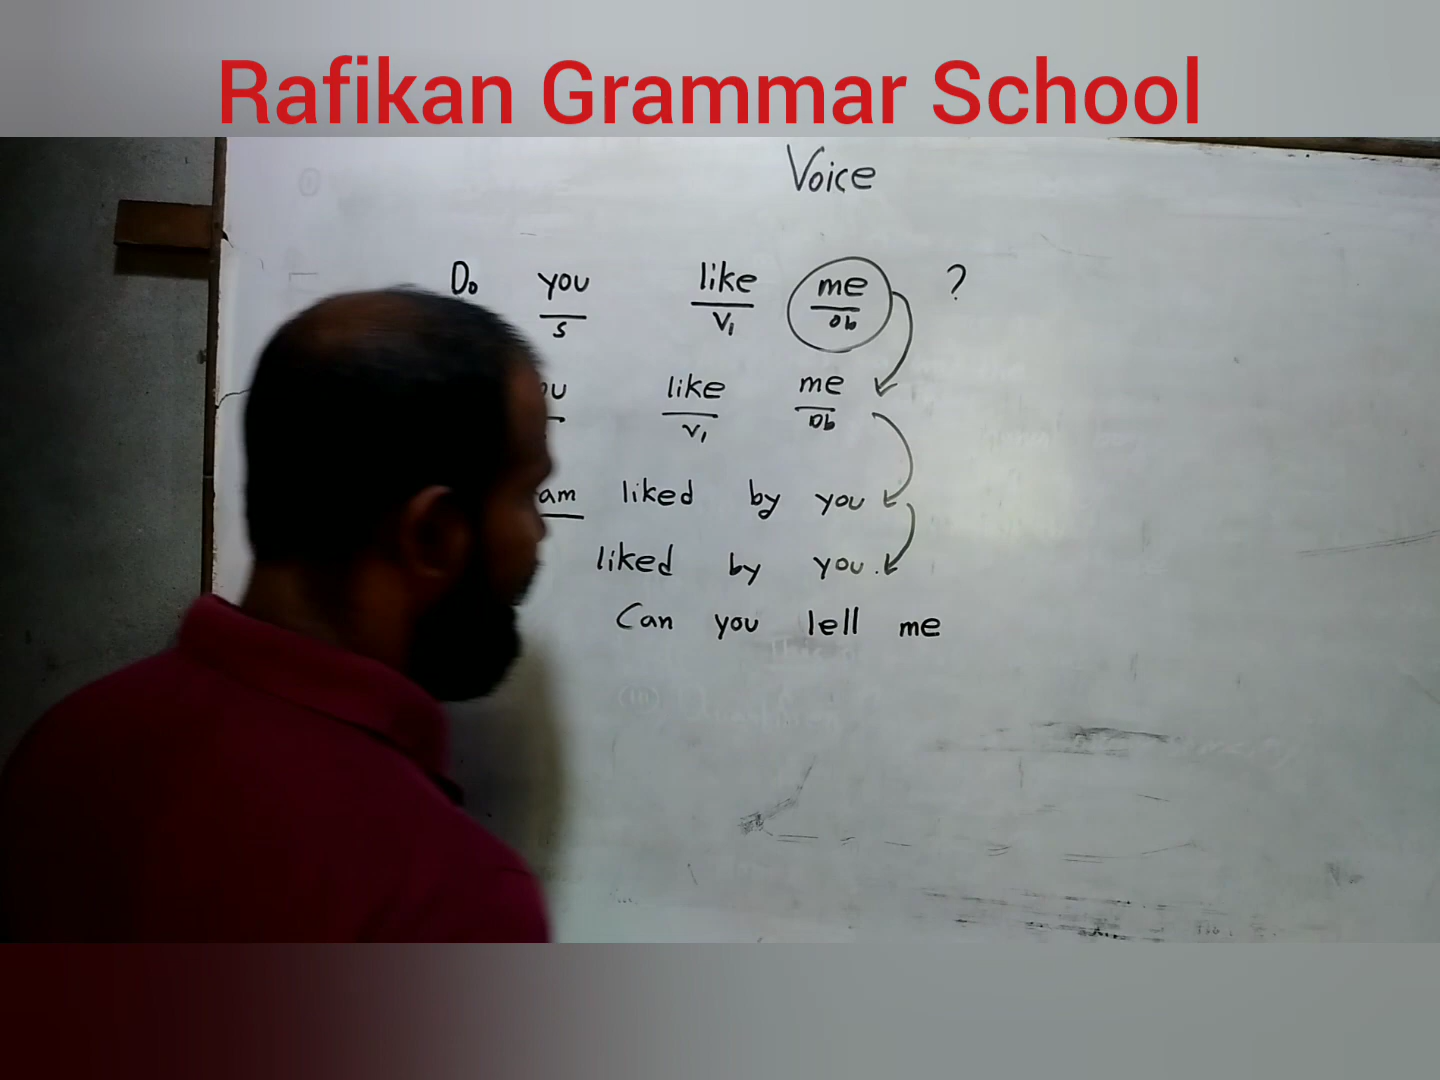 Rafikan Grammar School
Voice
Do you like me ?
s v1 ob
like me
v1 ob
am liked by you
liked by you.
Can you lell me